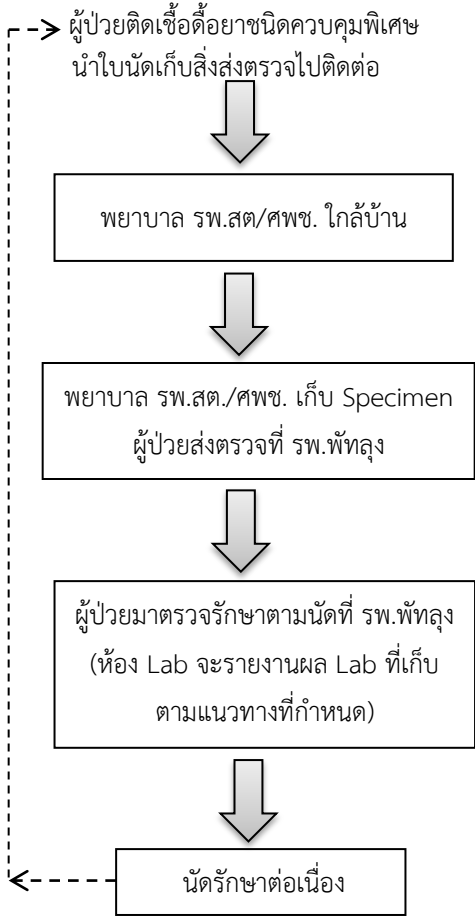 ผู้ป่วยติดเชื้อดื้อยาชนิดควบคุมพิเศษ
นำใบนัดเก็บสิ่งส่งตรวจไปติดต่อ
พยาบาล รพ.สต/ศพช. ใกล้บ้าน
พยาบาล รพ.สต./ศพช. เก็บ Specimen
ผู้ป่วยส่งตรวจที่ รพ.พัทลุง
ผู้ป่วยมาตรวจรักษาตามนัดที่ รพ.พัทลุง
(ห้อง Lab จะรายงานผล Lab ที่เก็บ
ตามแนวทางที่กำหนด)
นัดรักษาต่อเนื่อง